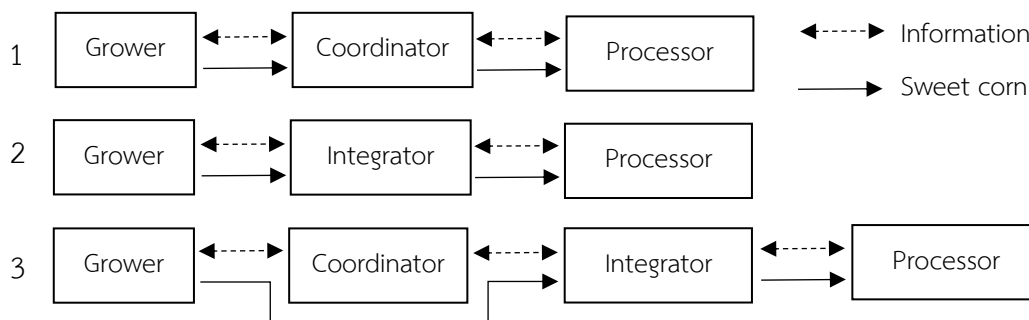 1 Grower Coordinator Processor
Information
Sweet corn
2 Grower Integrator Processor
3 Grower Coordinator Integrator Processor